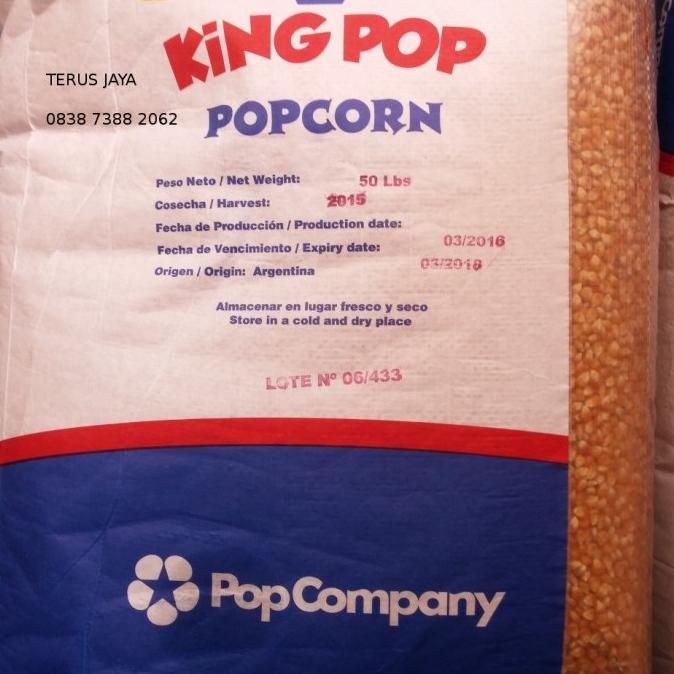 KiNG POP
TERUS JAYA
0838 7388 2062
POPCORN
Peso Neto / Net Weight: 50 Lbs
Cosecha / Harvest: 2015
Fecha de Producción / Production date: 03/2016
Fecha de Vencimiento / Expiry date: 03/2018
Origen / Origin: Argentina
Almacenar en lugar fresco y seco
Store in a cold and dry place
LOTE Nº 06/433
PopCompany